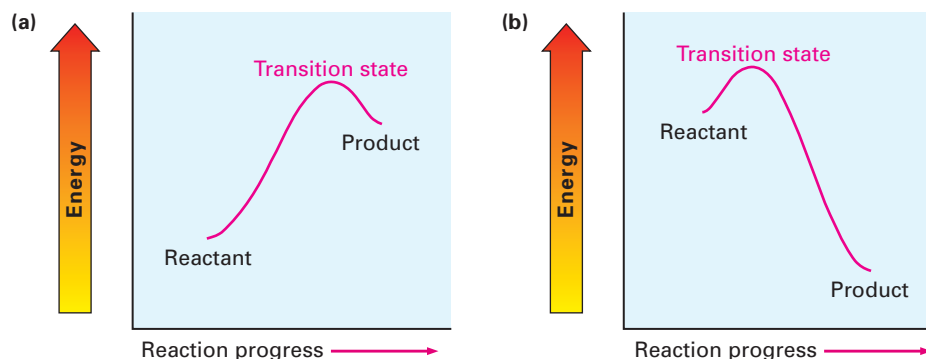 (a)
Energy
Transition state
Product
Reactant
Reaction progress
(b)
Energy
Transition state
Reactant
Product
Reaction progress